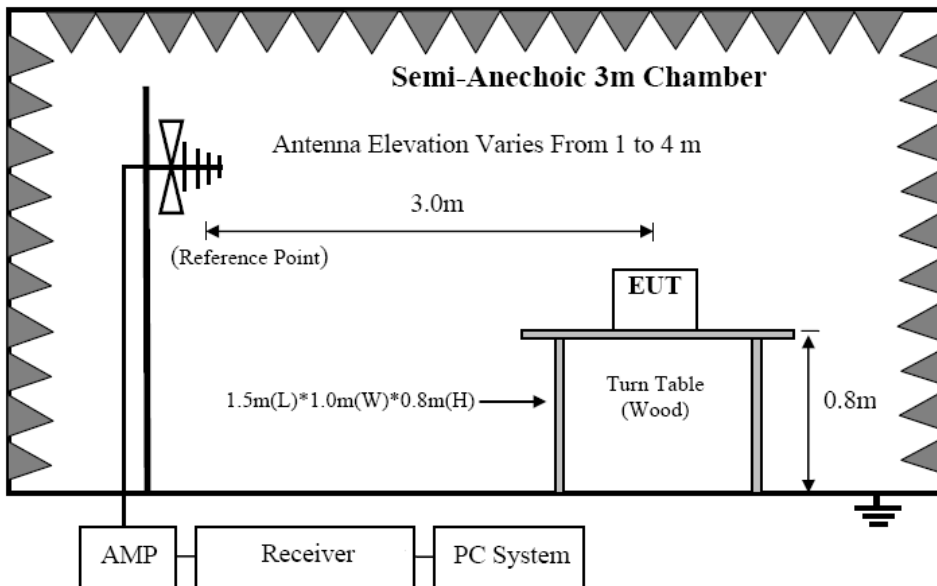 Semi-Anechoic 3m Chamber
Antenna Elevation Varies From 1 to 4 m
3.0m
(Reference Point)
EUT
1.5m(L)*1.0m(W)*0.8m(H)
Turn Table
(Wood)
0.8m
AMP
Receiver
PC System